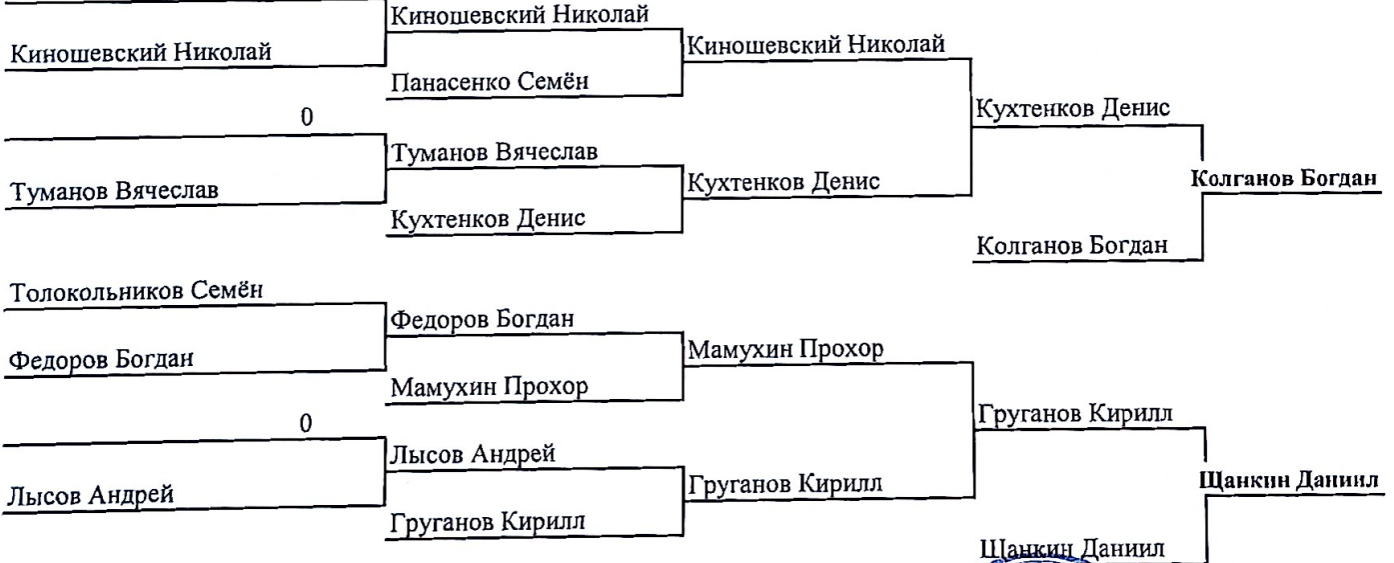 Киношевский Николай
Киношевский Николай
Киношевский Николай
Панасенко Семён
Кухтенков Денис
0
Туманов Вячеслав
Колганов Богдан
Туманов Вячеслав
Кухтенков Денис
Кухтенков Денис
Колганов Богдан
Толокольников Семён
Федоров Богдан
Мамухин Прохор
Федоров Богдан
Мамухин Прохор
Груганов Кирилл
0
Лысов Андрей
Щанкин Даниил
Груганов Кирилл
Лысов Андрей
Груганов Кирилл
Щанкин Даниил